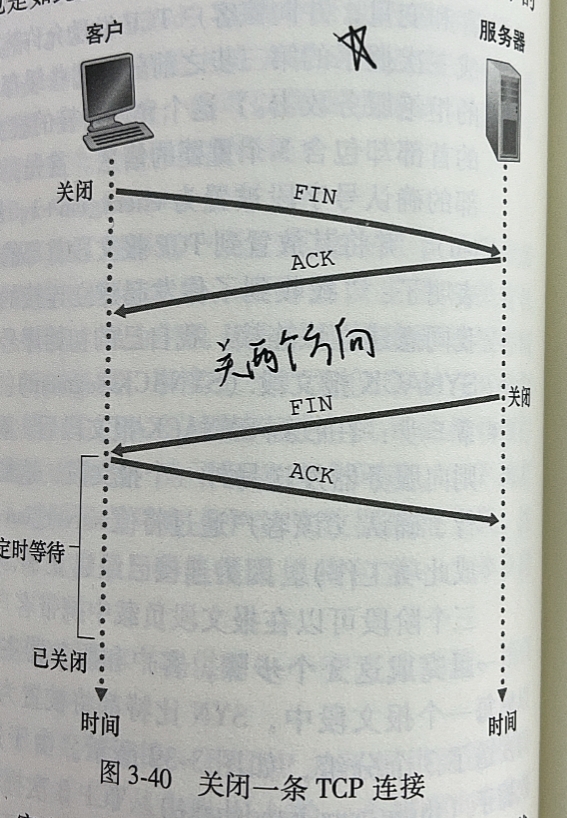 客户
服务器
关闭
FIN
ACK
关两个方向
FIN
关闭
ACK
定时等待
已关闭
时间
时间
图 3-40 关闭一条 TCP 连接